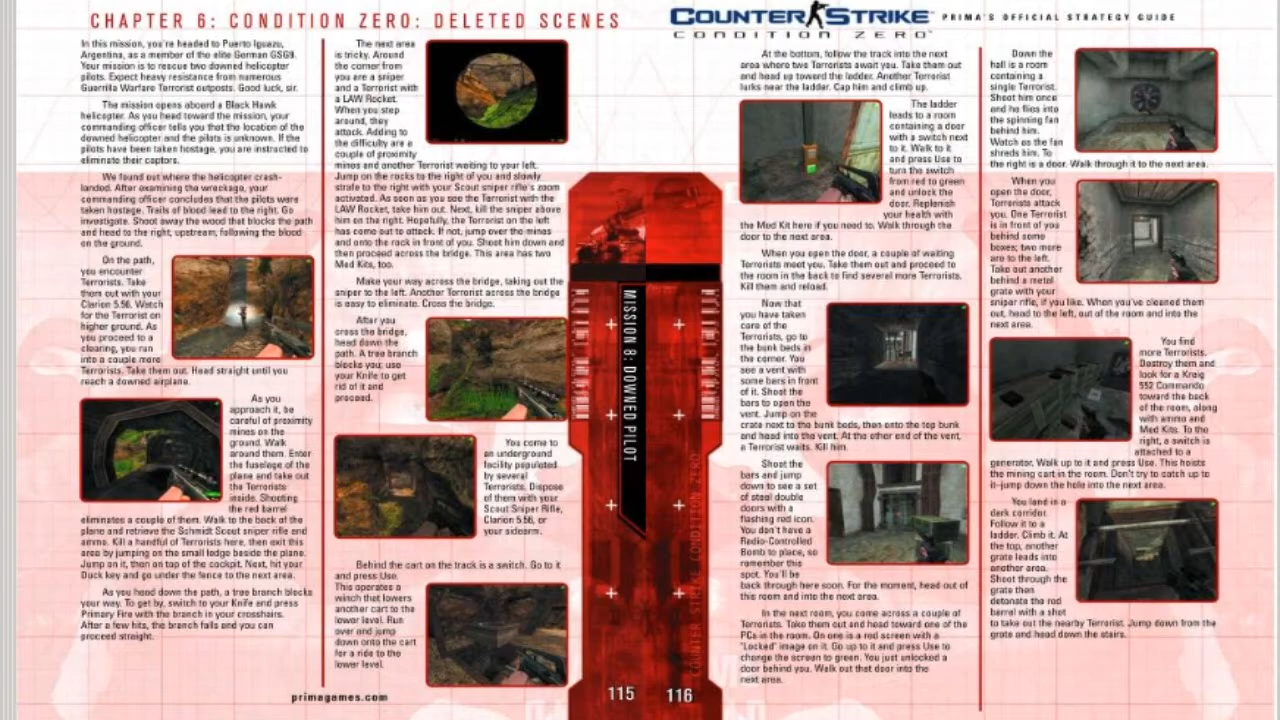 CHAPTER 6: CONDITION ZERO: DELETED SCENES
In this mission, you're headed to Puerto Iguazu,
Argentina, as a member of the elite German GSG9.
Your mission is to rescue two downed helicopter
pilots. Expect heavy resistance from numerous
Guerrilla Warfare Terrorist outposts. Good luck, sir.
The mission opens aboard a Black Hawk
helicopter. As you head toward the mission, your
commanding officer tells you that the location of the
downed helicopter and the pilots is unknown. If the
pilots have been taken hostage, you are instructed to
eliminate their captors.
We found out where the helicopter crash-
landed. After examining the wreckage, your
commanding officer concludes that the pilots were
taken hostage. Trails of blood lead to the right. Go
investigate. Shoot away the wood that blocks the path
and head to the right, upstream, following the blood
on the ground.
On the path,
you encounter
Terrorists. Take
them out with your
Clarion 5.56. Watch
for the Terrorist on
higher ground. As
you proceed to a
clearing, you run
into a couple more
Terrorists. Take them out. Head straight until you
reach a downed airplane.
As you
approach it, be
careful of proximity
mines on the
ground. Walk
around them. Enter
the fuselage of the
plane and take out
the Terrorists
inside. Shooting
the red barrel
eliminates a couple of them. Walk to the back of the
plane and retrieve the Schmidt Scout sniper rifle and
ammo. Kill a handful of Terrorists here, then exit this
area by jumping on the small ledge beside the plane.
Jump on it, then on top of the cockpit. Next, hit your
Duck key and go under the fence to the next area.
As you head down the path, a tree branch blocks
your way. To get by, switch to your Knife and press
Primary Fire with the branch in your crosshairs.
After a few hits, the branch falls and you can
proceed straight.
The next area
is tricky. Around
the corner from
you are a sniper
and a Terrorist with
a LAW Rocket.
When you step
around, they
attack. Adding to
the difficulty are a
couple of proximity
mines and another Terrorist waiting to your left.
Jump on the rocks to the right of you and slowly
strafe to the right with your Scout sniper rifle's zoom
activated. As soon as you see the Terrorist with the
LAW Rocket, take him out. Next, kill the sniper above
him on the right. Hopefully, the Terrorist on the left
has come out to attack. If not, jump over the mines
and onto the rock in front of you. Shoot him down and
then proceed across the bridge. This area has two
Med Kits, too.
Make your way across the bridge, taking out the
sniper to the left. Another Terrorist across the bridge
is easy to eliminate. Cross the bridge.
After you
cross the bridge,
head down the
path. A tree branch
blocks you; use
your Knife to get
rid of it and
proceed.
You come to
an underground
facility populated
by several
Terrorists. Dispose
of them with your
Scout Sniper Rifle,
Clarion 5.56, or
your sidearm.
Behind the cart on the track is a switch. Go to it
and press Use.
This operates a
winch that lowers
another cart to the
lower level. Run
over and jump
down onto the cart
for a ride to the
lower level.
primagames.com
MISSION 8: DOWNED PILOT
COUNTER STRIKE CONDITION ZERO
115
116
COUNTER STRIKE
CONDITION ZERO
PRIMA'S OFFICIAL STRATEGY GUIDE
At the bottom, follow the track into the next
area where two Terrorists await you. Take them out
and head up toward the ladder. Another Terrorist
lurks near the ladder. Cap him and climb up.
The ladder
leads to a room
containing a door
with a switch next
to it. Walk to it
and press Use to
turn the switch
from red to green
and unlock the
door. Replenish
your health with
the Med Kit here if you need to. Walk through the
door to the next area.
When you open the door, a couple of waiting
Terrorists meet you. Take them out and proceed to
the room in the back to find several more Terrorists.
Kill them and reload.
Now that
you have taken
care of the
Terrorists, go to
the bunk beds in
the corner. You
see a vent with
some bars in front
of it. Shoot the
bars to open the
vent. Jump on the
crate next to the bunk beds, then onto the top bunk
and head into the vent. At the other end of the vent,
a Terrorist waits. Kill him.
Shoot the
bars and jump
down to see a set
of steel double
doors with a
flashing red icon.
You don't have a
Radio-Controlled
Bomb to place, so
remember this
spot. You'll be
back through here soon. For the moment, head out of
this room and into the next area.
In the next room, you come across a couple of
Terrorists. Take them out and head toward one of the
PCs in the room. On one is a red screen with a
"Locked" image on it. Go up to it and press Use to
change the screen to green. You just unlocked a
door behind you. Walk out that door into the
next area.
Down the
hall is a room
containing a
single Terrorist.
Shoot him once
and he flies into
the spinning fan
behind him.
Watch as the fan
shreds him. To
the right is a door. Walk through it to the next area.
When you
open the door,
Terrorists attack
you. One Terrorist
is in front of you
behind some
boxes; two more
are to the left.
Take out another
behind a metal
grate with your
sniper rifle, if you like. When you've cleaned them
out, head to the left, out of the room and into the
next area.
You find
more Terrorists.
Destroy them and
look for a Kraig
552 Commando
toward the back
of the room, along
with ammo and
Med Kits. To the
right, a switch is
attached to a
generator. Walk up to it and press Use. This hoists
the mining cart in the room. Don't try to catch up to
it–jump down the hole into the next area.
You land in a
dark corridor.
Follow it to a
ladder. Climb it. At
the top, another
grate leads into
another area.
Shoot through the
grate then
detonate the red
barrel with a shot
to take out the nearby Terrorist. Jump down from the
grate and head down the stairs.